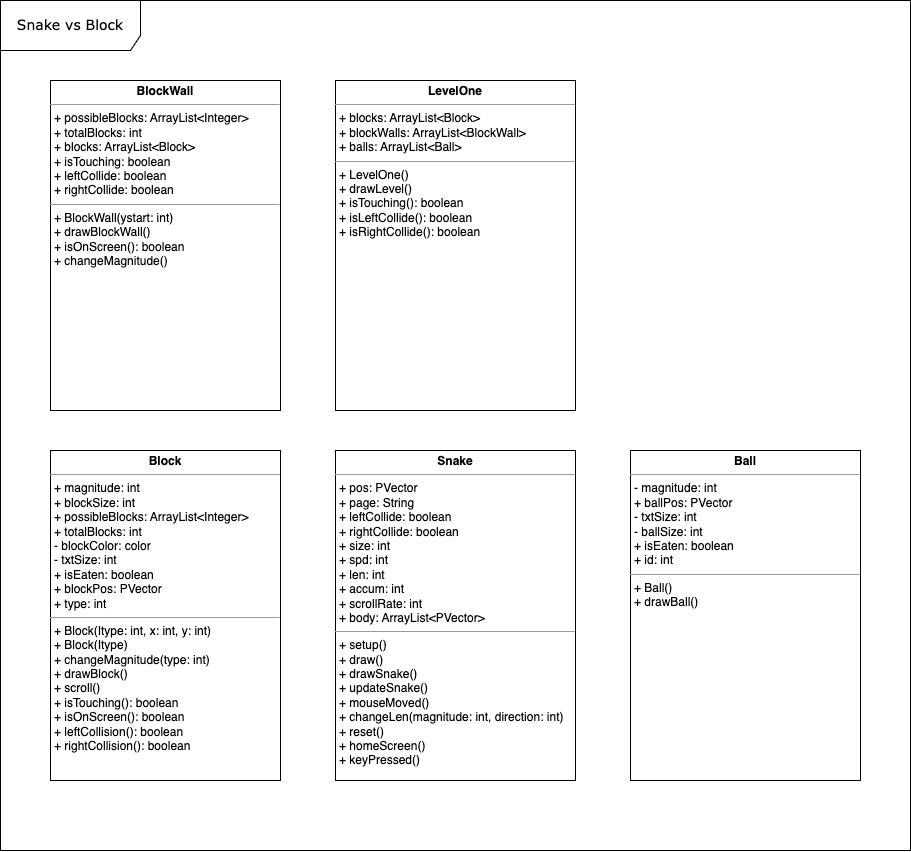 Snake vs Block
BlockWall
+ possibleBlocks: ArrayList<Integer>
+ totalBlocks: int
+ blocks: ArrayList<Block>
+ isTouching: boolean
+ leftCollide: boolean
+ rightCollide: boolean
+ BlockWall(ystart: int)
+ drawBlockWall()
+ isOnScreen(): boolean
+ changeMagnitude()
LevelOne
+ blocks: ArrayList<Block>
+ blockWalls: ArrayList<BlockWall>
+ balls: ArrayList<Ball>
+ LevelOne()
+ drawLevel()
+ isTouching(): boolean
+ isLeftCollide(): boolean
+ isRightCollide(): boolean
Block
+ magnitude: int
+ blockSize: int
+ possibleBlocks: ArrayList<Integer>
+ totalBlocks: int
- blockColor: color
- txtSize: int
+ isEaten: boolean
+ blockPos: PVector
+ type: int
+ Block(Itype: int, x: int, y: int)
+ Block(Itype)
+ changeMagnitude(type: int)
+ drawBlock()
+ scroll()
+ isTouching(): boolean
+ isOnScreen(): boolean
+ leftCollision(): boolean
+ rightCollision(): boolean
Snake
+ pos: PVector
+ page: String
+ leftCollide: boolean
+ rightCollide: boolean
+ size: int
+ spd: int
+ len: int
+ accum: int
+ scrollRate: int
+ body: ArrayList<PVector>
+ setup()
+ draw()
+ drawSnake()
+ updateSnake()
+ mouseMoved()
+ changeLen(magnitude: int, direction: int)
+ reset()
+ homeScreen()
+ keyPressed()
Ball
- magnitude: int
+ ballPos: PVector
- txtSize: int
- ballSize: int
+ isEaten: boolean
+ id: int
+ Ball()
+ drawBall()